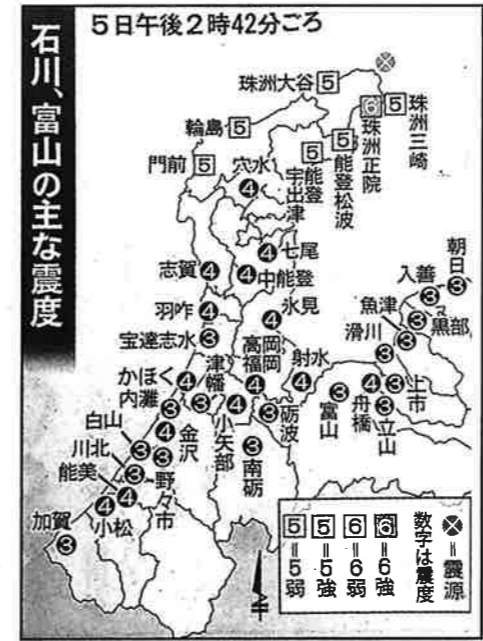 石川、富山の主な震度
5日午後2時42分ごろ
珠洲大谷 5
6 珠洲正院
5 珠洲三崎
輪島 5
門前 5
穴水 4
5 能登宇出津
5 能登松波
七尾 4
中能登 4
志賀 4
羽咋 4
宝達志水 3
氷見 4
高岡福岡 4
射水 4
かほく 4
内灘 3
津幡 3
小矢部 4
砺波 3
南砺 3
富山 3
舟橋 4
立山 3
上市 3
滑川 3
魚津 3
黒部 3
入善 3
朝日 3
金沢 4
白山 3
野々市 3
川北 3
能美 4
小松 4
加賀 3
5=5弱
5=5強
6=6弱
6=6強
数字は震度
=震源